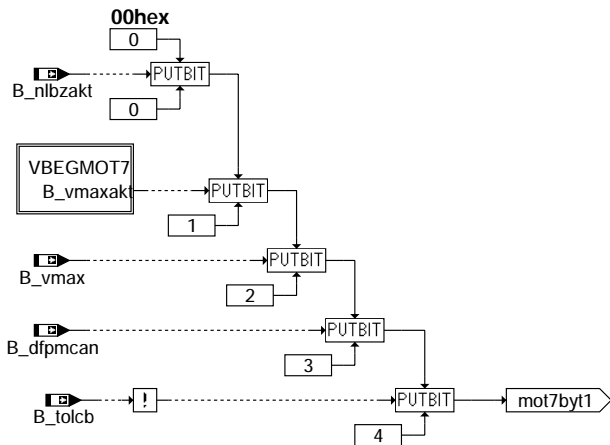 00hex
0
B_nlbzakt
PUTBIT
0
VBEGMOT7
B_vmaxakt
PUTBIT
1
B_vmax
PUTBIT
2
B_dfpmcan
PUTBIT
3
B_tolcb
!
PUTBIT
mot7byt1
4